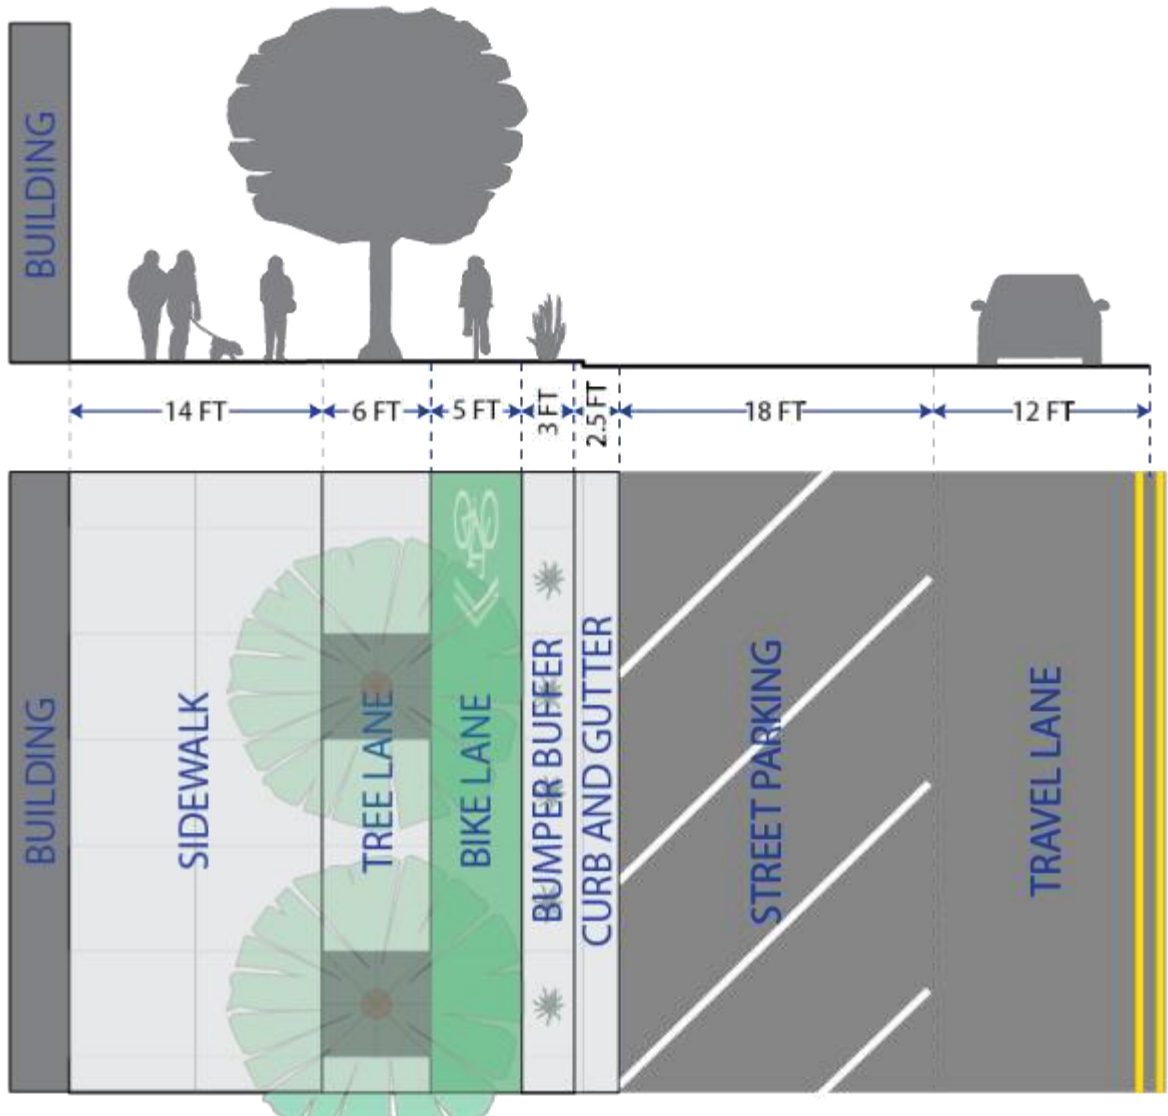 BUILDING
14 FT
6 FT
5 FT
3 FT
2.5 FT
18 FT
12 FT
BUILDING
SIDEWALK
TREE LANE
BIKE LANE
BUMPER BUFFER
CURB AND GUTTER
STREET PARKING
TRAVEL LANE